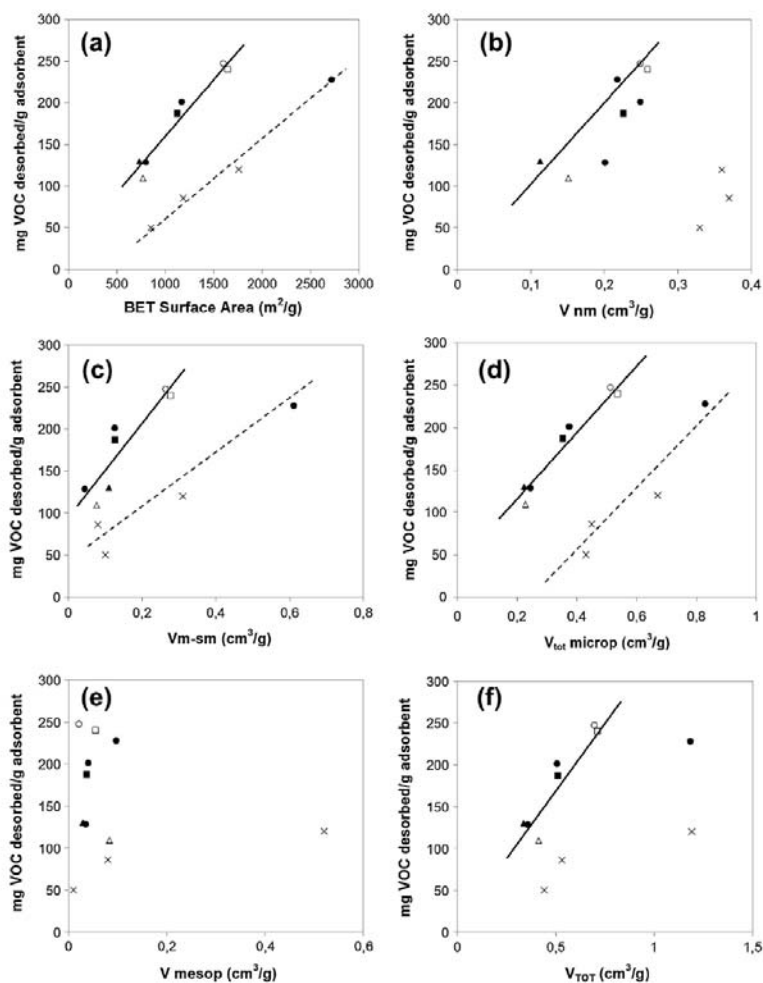 (a)
mg VOC desorbed/g adsorbent
300
250
200
150
100
50
0
0 500 1000 1500 2000 2500 3000
BET Surface Area (m²/g)
(b)
mg VOC desorbed/g adsorbent
300
250
200
150
100
50
0
0 0,1 0,2 0,3 0,4
V nm (cm³/g)
(c)
mg VOC desorbed/g adsorbent
300
250
200
150
100
50
0
0 0,2 0,4 0,6 0,8
Vm-sm (cm³/g)
(d)
mg VOC desorbed/g adsorbent
300
250
200
150
100
50
0
0 0,2 0,4 0,6 0,8 1
Vtot microp (cm³/g)
(e)
mg VOC desorbed/g adsorbent
300
250
200
150
100
50
0
0 0,2 0,4 0,6
V mesop (cm³/g)
(f)
mg VOC desorbed/g adsorbent
300
250
200
150
100
50
0
0 0,5 1 1,5
VTOT (cm³/g)